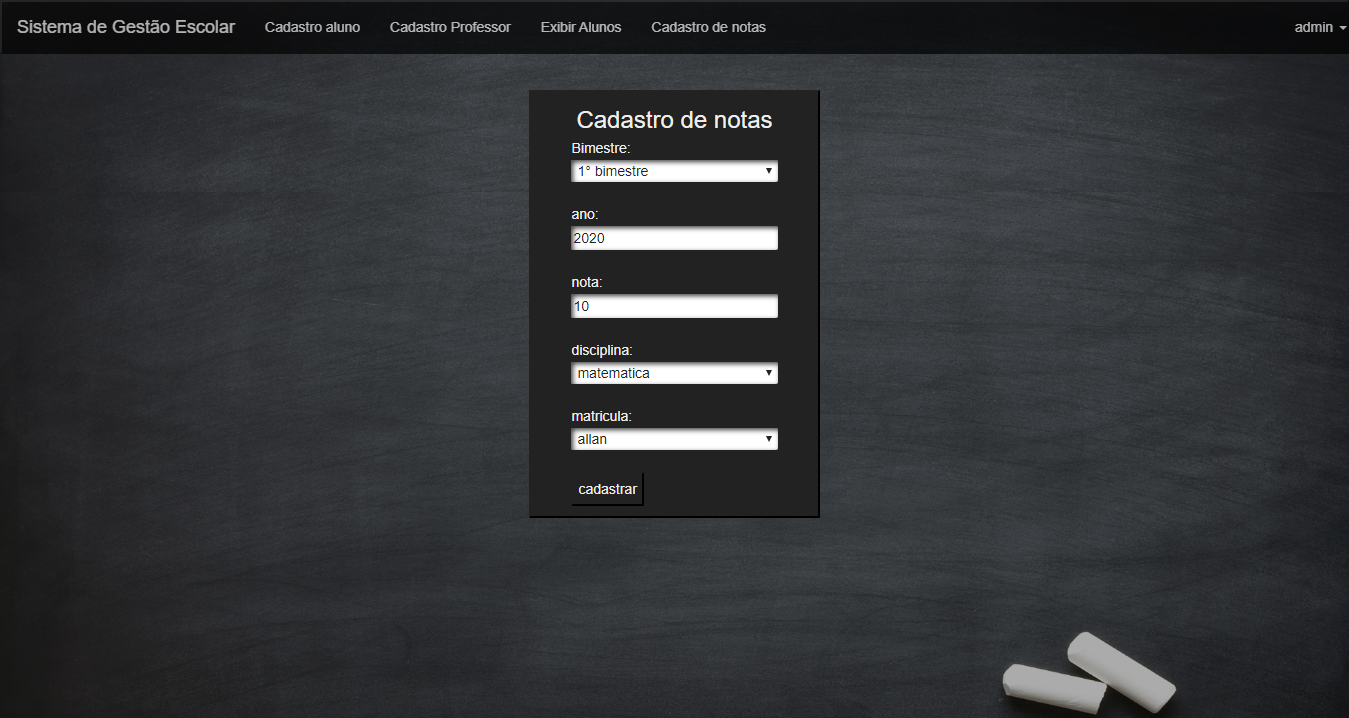 Sistema de Gestão Escolar Cadastro aluno Cadastro Professor Exibir Alunos Cadastro de notas admin
Cadastro de notas
Bimestre:
1° bimestre
ano:
2020
nota:
10
disciplina:
matematica
matricula:
allan
cadastrar